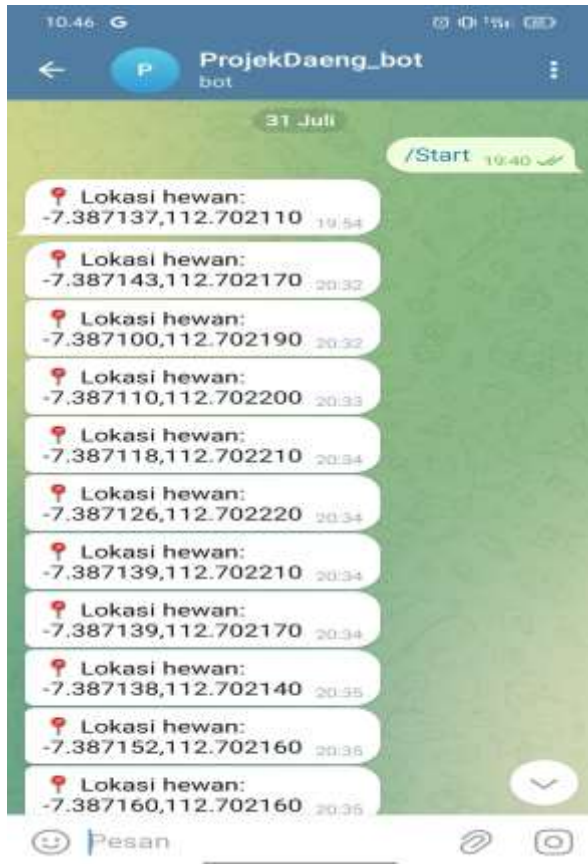 10.46 G
ProjekDaeng_bot
P
bot
31 Juli
/Start 19:40
Lokasi hewan:
-7.387137,112.702110 19:54
Lokasi hewan:
-7.387143,112.702170 20:32
Lokasi hewan:
-7.387100,112.702190 20:32
Lokasi hewan:
-7.387110,112.702200 20:33
Lokasi hewan:
-7.387118,112.702210 20:34
Lokasi hewan:
-7.387126,112.702220 20:34
Lokasi hewan:
-7.387139,112.702210 20:34
Lokasi hewan:
-7.387139,112.702170 20:34
Lokasi hewan:
-7.387138,112.702140 20:35
Lokasi hewan:
-7.387152,112.702160 20:35
Lokasi hewan:
-7.387160,112.702160 20:35
Pesan